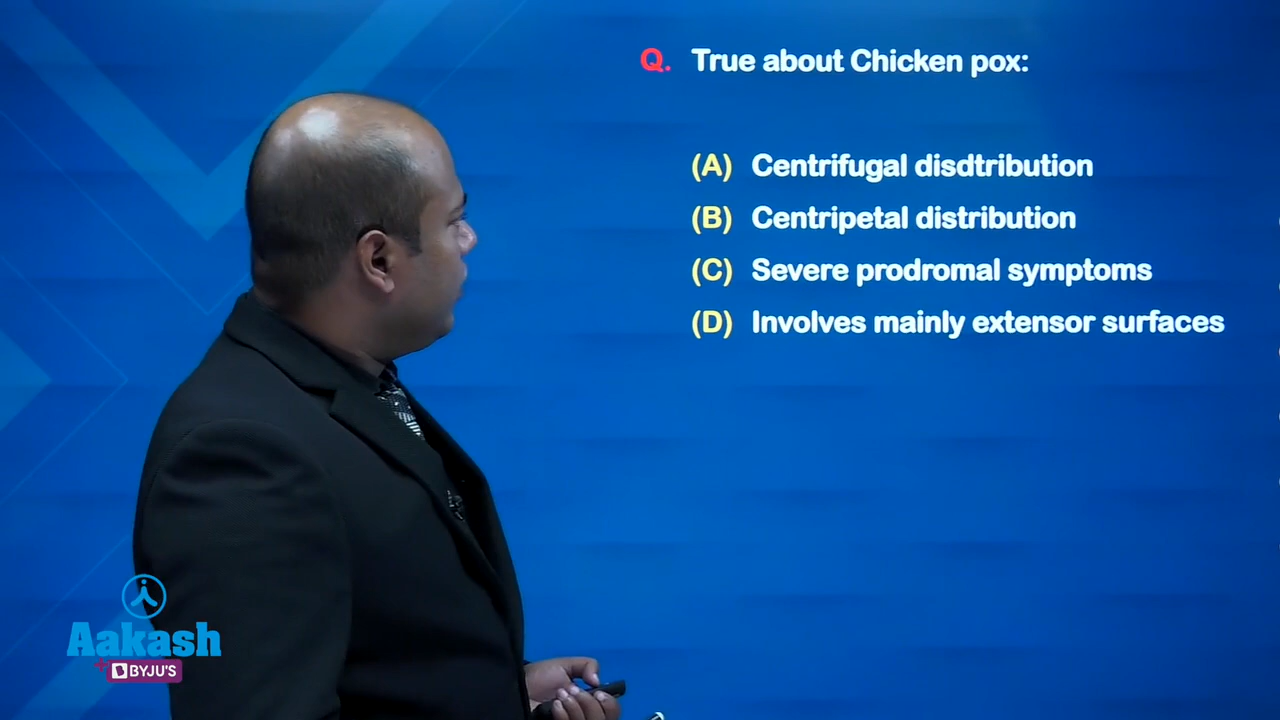 Q. True about Chicken pox:
(A) Centrifugal disdtribution
(B) Centripetal distribution
(C) Severe prodromal symptoms
(D) Involves mainly extensor surfaces
Aakash
+ BYJU'S